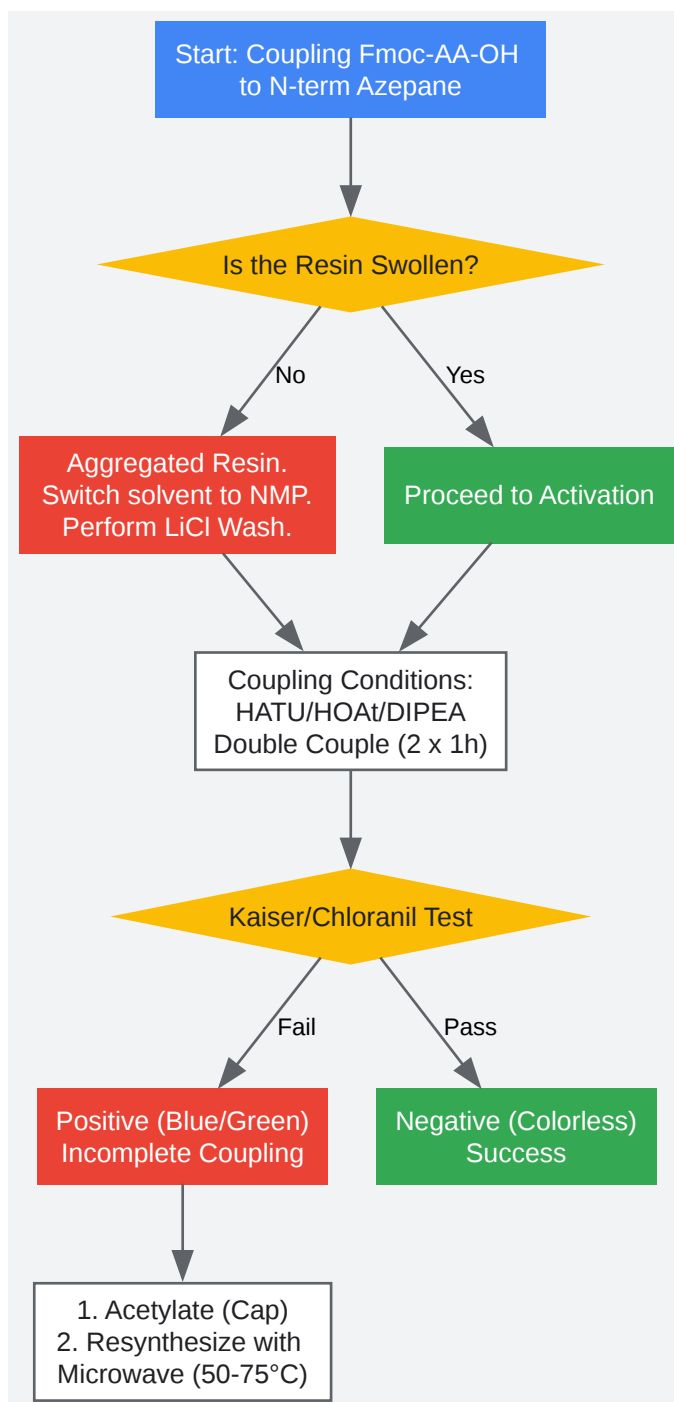 Start: Coupling Fmoc-AA-OH
to N-term Azepane
Is the Resin Swollen?
No
Yes
Aggregated Resin.
Switch solvent to NMP.
Perform LiCl Wash.
Proceed to Activation
Coupling Conditions:
HATU/HOAt/DIPEA
Double Couple (2 x 1h)
Kaiser/Chloranil Test
Fail
Pass
Positive (Blue/Green)
Incomplete Coupling
Negative (Colorless)
Success
1. Acetylate (Cap)
2. Resynthesize with
Microwave (50-75°C)